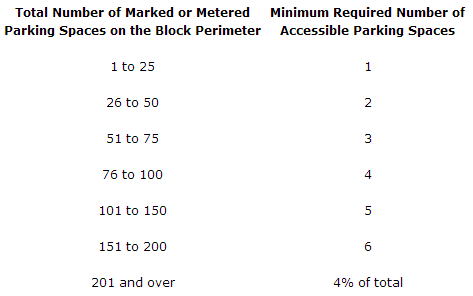 Total Number of Marked or Metered Minimum Required Number of
Parking Spaces on the Block Perimeter Accessible Parking Spaces
1 to 25 1
26 to 50 2
51 to 75 3
76 to 100 4
101 to 150 5
151 to 200 6
201 and over 4% of total